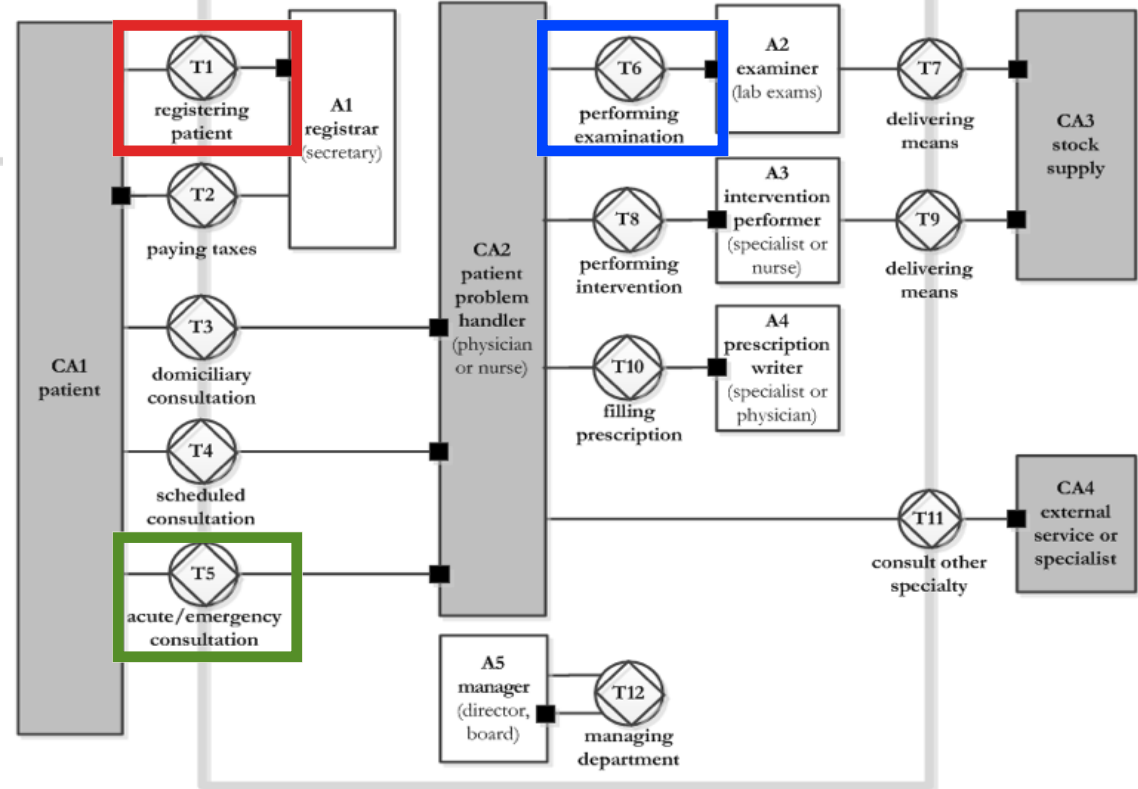 CA1
patient
T1
registering
patient
A1
registrar
(secretary)
T2
paying taxes
T3
domiciliary
consultation
T4
scheduled
consultation
T5
acute/emergency
consultation
CA2
patient
problem
handler
(physician
or nurse)
T6
performing
examination
A2
examiner
(lab exams)
T7
delivering
means
CA3
stock
supply
T8
performing
intervention
A3
intervention
performer
(specialist or
nurse)
T9
delivering
means
T10
filling
prescription
A4
prescription
writer
(specialist or
physician)
T11
consult other
specialty
CA4
external
service or
specialist
A5
manager
(director,
board)
T12
managing
department